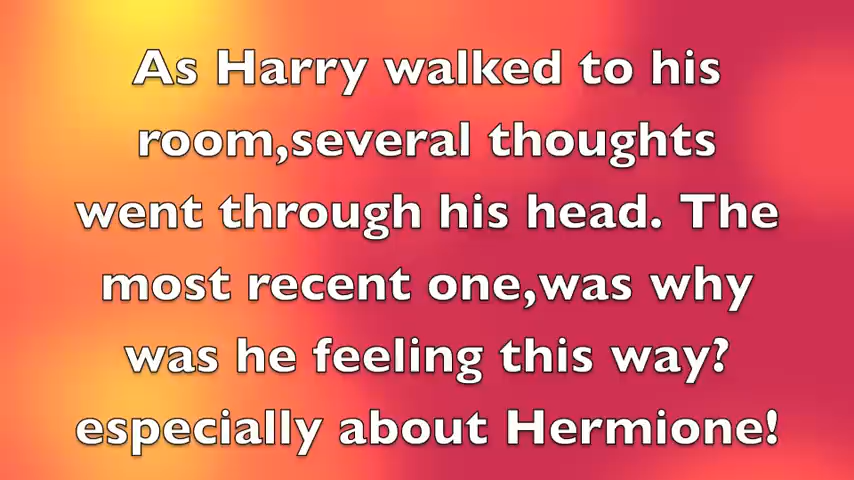 As Harry walked to his
room,several thoughts
went through his head. The
most recent one,was why
was he feeling this way?
especially about Hermione!